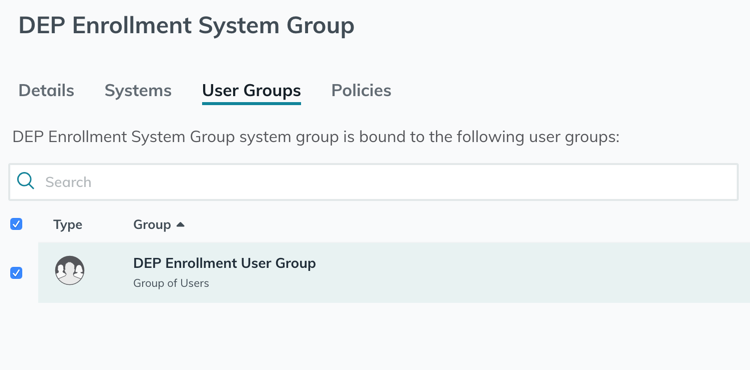 DEP Enrollment System Group
Details Systems User Groups Policies
DEP Enrollment System Group system group is bound to the following user groups:
Search
Type Group
DEP Enrollment User Group
Group of Users